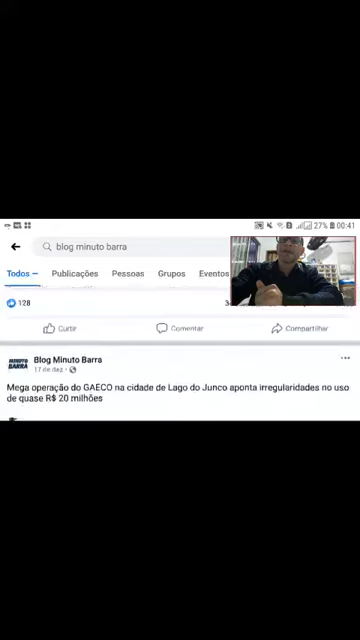 27% 00:41
blog minuto barra
Todos Publicações Pessoas Grupos Eventos
128
Curtir Comentar Compartilhar
MINUTO BARRA
Blog Minuto Barra
17 de dez •
Mega operação do GAECO na cidade de Lago do Junco aponta irregularidades no uso
de quase R$ 20 milhões